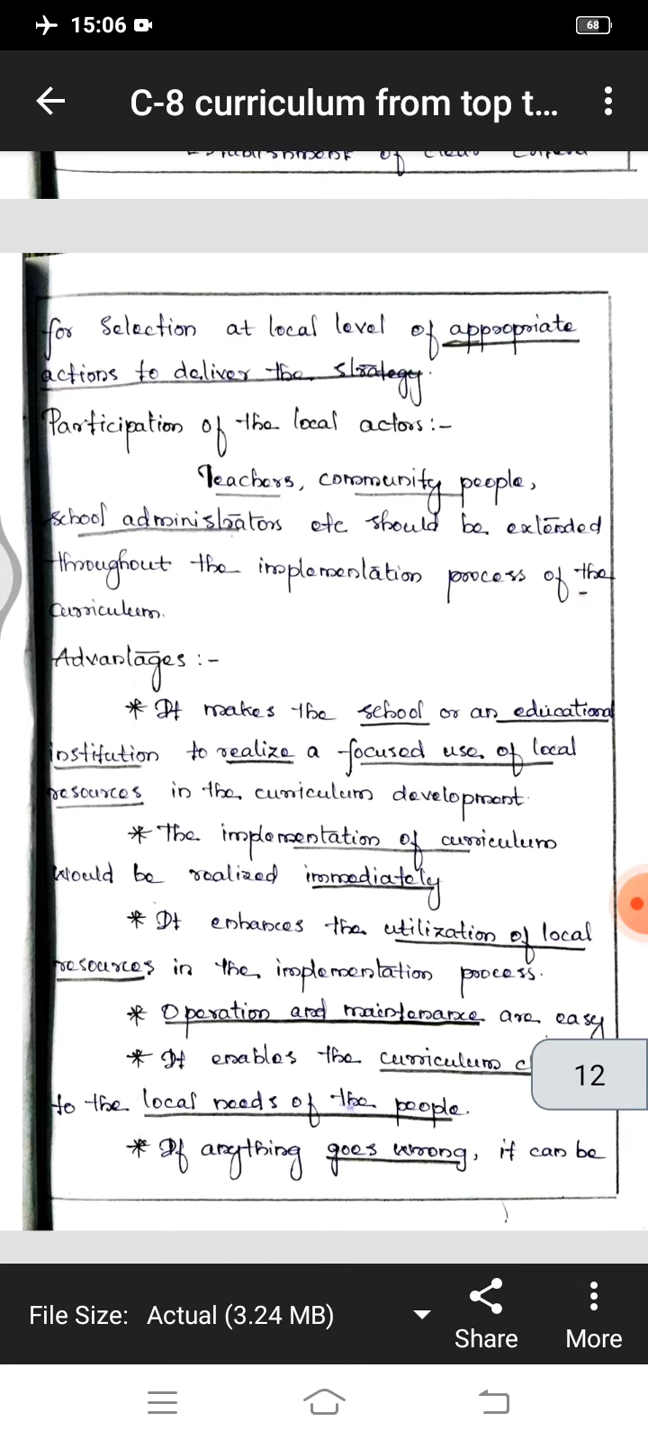 15:06
68
C-8 curriculum from top t...
for Selection at local level of appropriate
actions to deliver the strategy.
Participation of the local actors :-
Teachers, community people,
school administrators etc should be extended
throughout the implementation process of the
curriculum.
Advantages :-
* It makes the school or an educational
institution to realize a focused use of local
resources in the curriculum development.
* The implementation of curriculum
would be realized immediately
* It enhances the utilization of local
resources in the implementation process.
* Operation and maintenance are easy
* It enables the curriculum c
12
to the local needs of the people.
* If anything goes wrong, it can be
File Size: Actual (3.24 MB)
Share
More